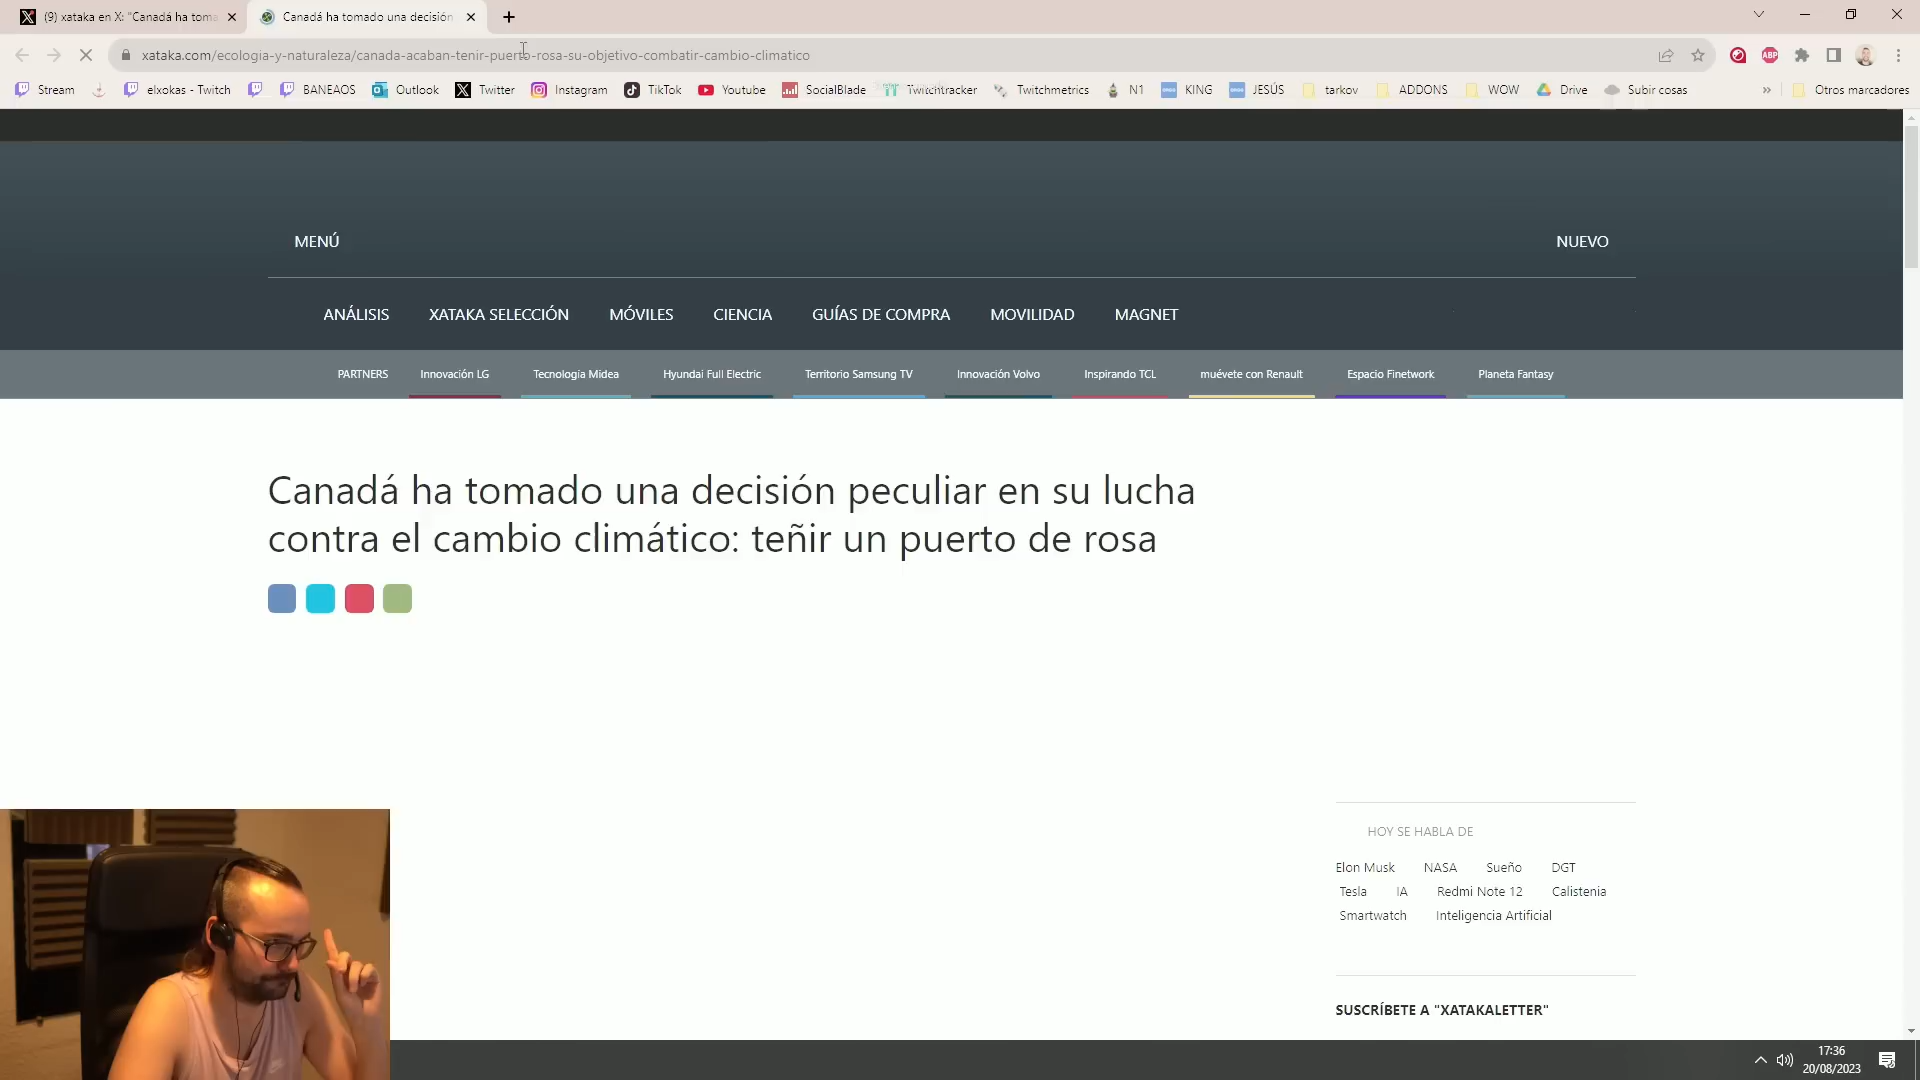 (9) xataka en X: "Canadá ha toma
Canadá ha tomado una decisión
xataka.com/ecologia-y-naturaleza/canada-acaban-tenir-puerto-rosa-su-objetivo-combatir-cambio-climatico
ABP
Stream elxokas - Twitch BANEAOS Outlook Twitter Instagram TikTok Youtube SocialBlade Twitchtracker Twitchmetrics N1 KING JESÚS tarkov ADDONS WOW Drive Subir cosas » Otros marcadores
MENÚ NUEVO
ANÁLISIS XATAKA SELECCIÓN MÓVILES CIENCIA GUÍAS DE COMPRA MOVILIDAD MAGNET
PARTNERS Innovación LG Tecnología Midea Hyundai Full Electric Territorio Samsung TV Innovación Volvo Inspirando TCL muévete con Renault Espacio Finetwork Planeta Fantasy
Canadá ha tomado una decisión peculiar en su lucha
contra el cambio climático: teñir un puerto de rosa
HOY SE HABLA DE
Elon Musk NASA Sueño DGT
Tesla IA Redmi Note 12 Calistenia
Smartwatch Inteligencia Artificial
SUSCRÍBETE A "XATAKALETTER"
17:36
20/08/2023